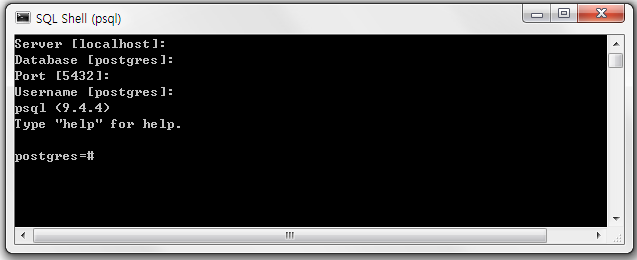 SQL Shell (psql)
Server [localhost]:
Database [postgres]:
Port [5432]:
Username [postgres]:
psql (9.4.4)
Type "help" for help.
postgres=#